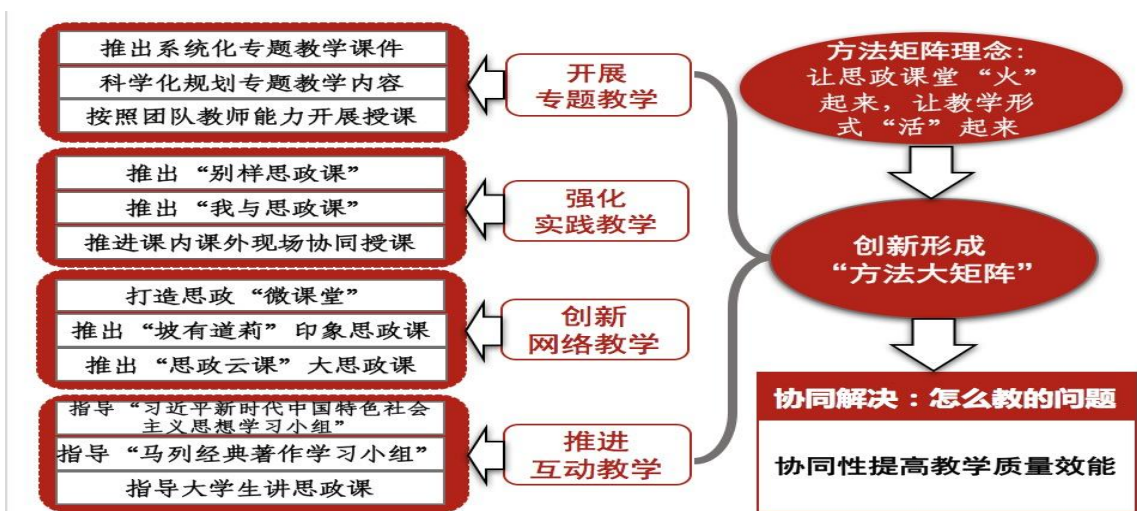 推出系统化专题教学课件
科学化规划专题教学内容
按照团队教师能力开展授课
开展
专题教学
推出“别样思政课”
推出“我与思政课”
推进课内课外现场协同授课
强化
实践教学
打造思政“微课堂”
推出“坡有道莉”印象思政课
推出“思政云课”大思政课
创新
网络教学
指导“习近平新时代中国特色社会
主义思想学习小组”
指导“马列经典著作学习小组”
指导大学生讲思政课
推进
互动教学
方法矩阵理念：
让思政课堂“火”
起来，让教学形
式“活”起来
创新形成
“方法大矩阵”
协同解决：怎么教的问题
协同性提高教学质量效能